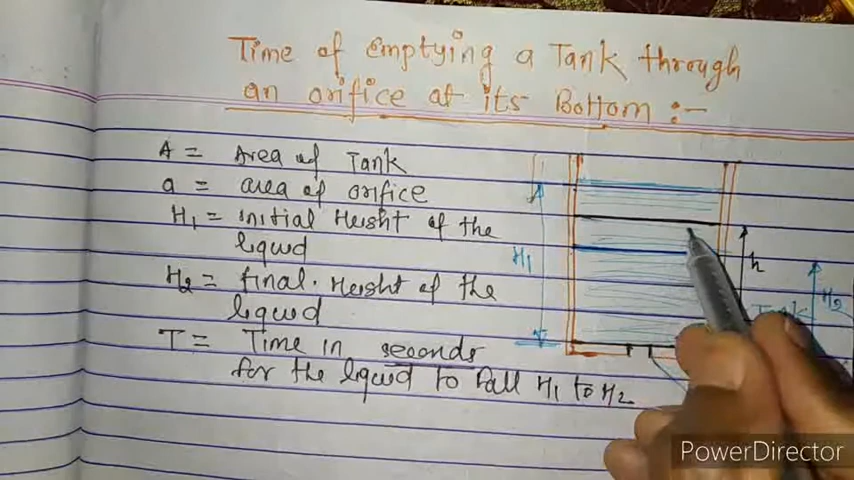 Time of Emptying a Tank through
an orifice at its Bottom :-
A = Area of Tank
a = area of orifice
H1 = initial Height of the
liquid
H2 = final. Height of the
liquid
T = Time in seconds
for the liquid to fall H1 to H2
H1
h
H2
Tank
PowerDirector